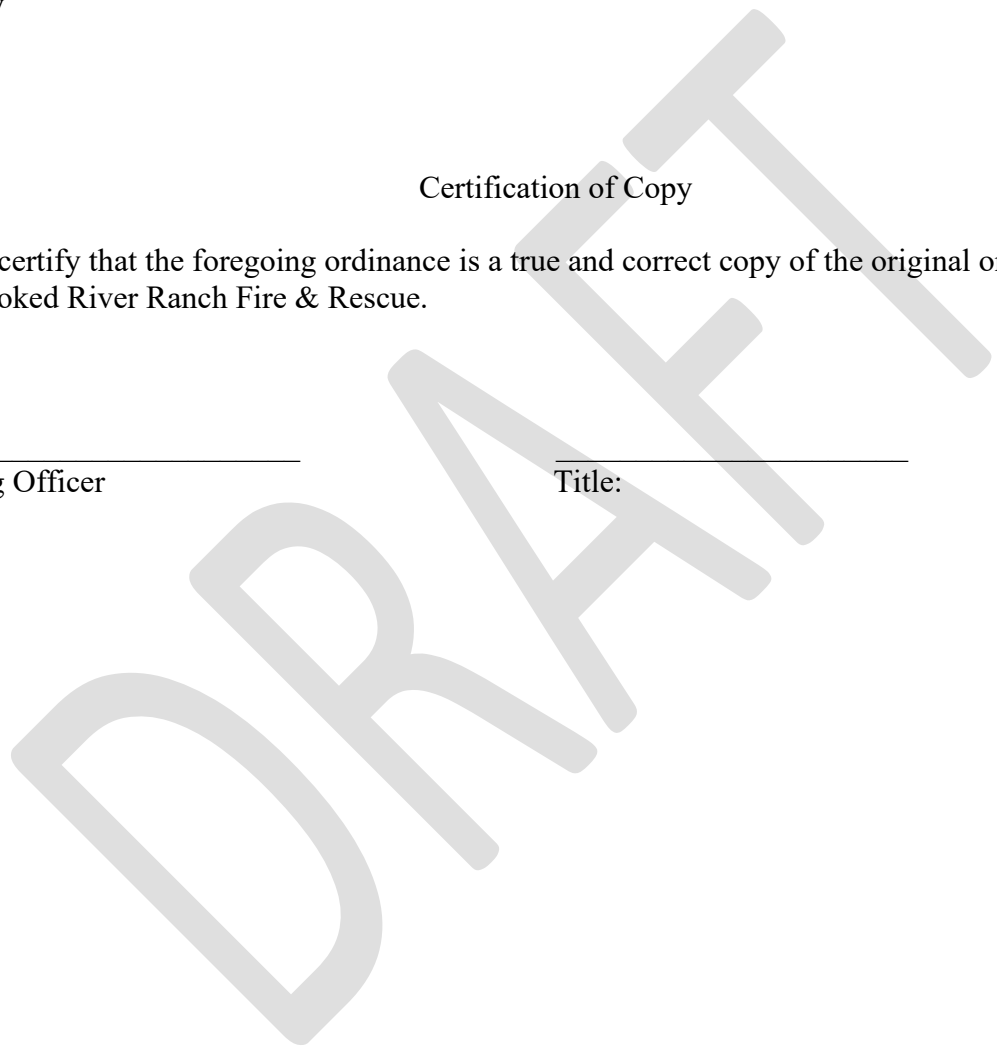 Certification of Copy
certify that the foregoing ordinance is a true and correct copy of the original
River Ranch Fire & Rescue.
Officer
Title:
DRAFT